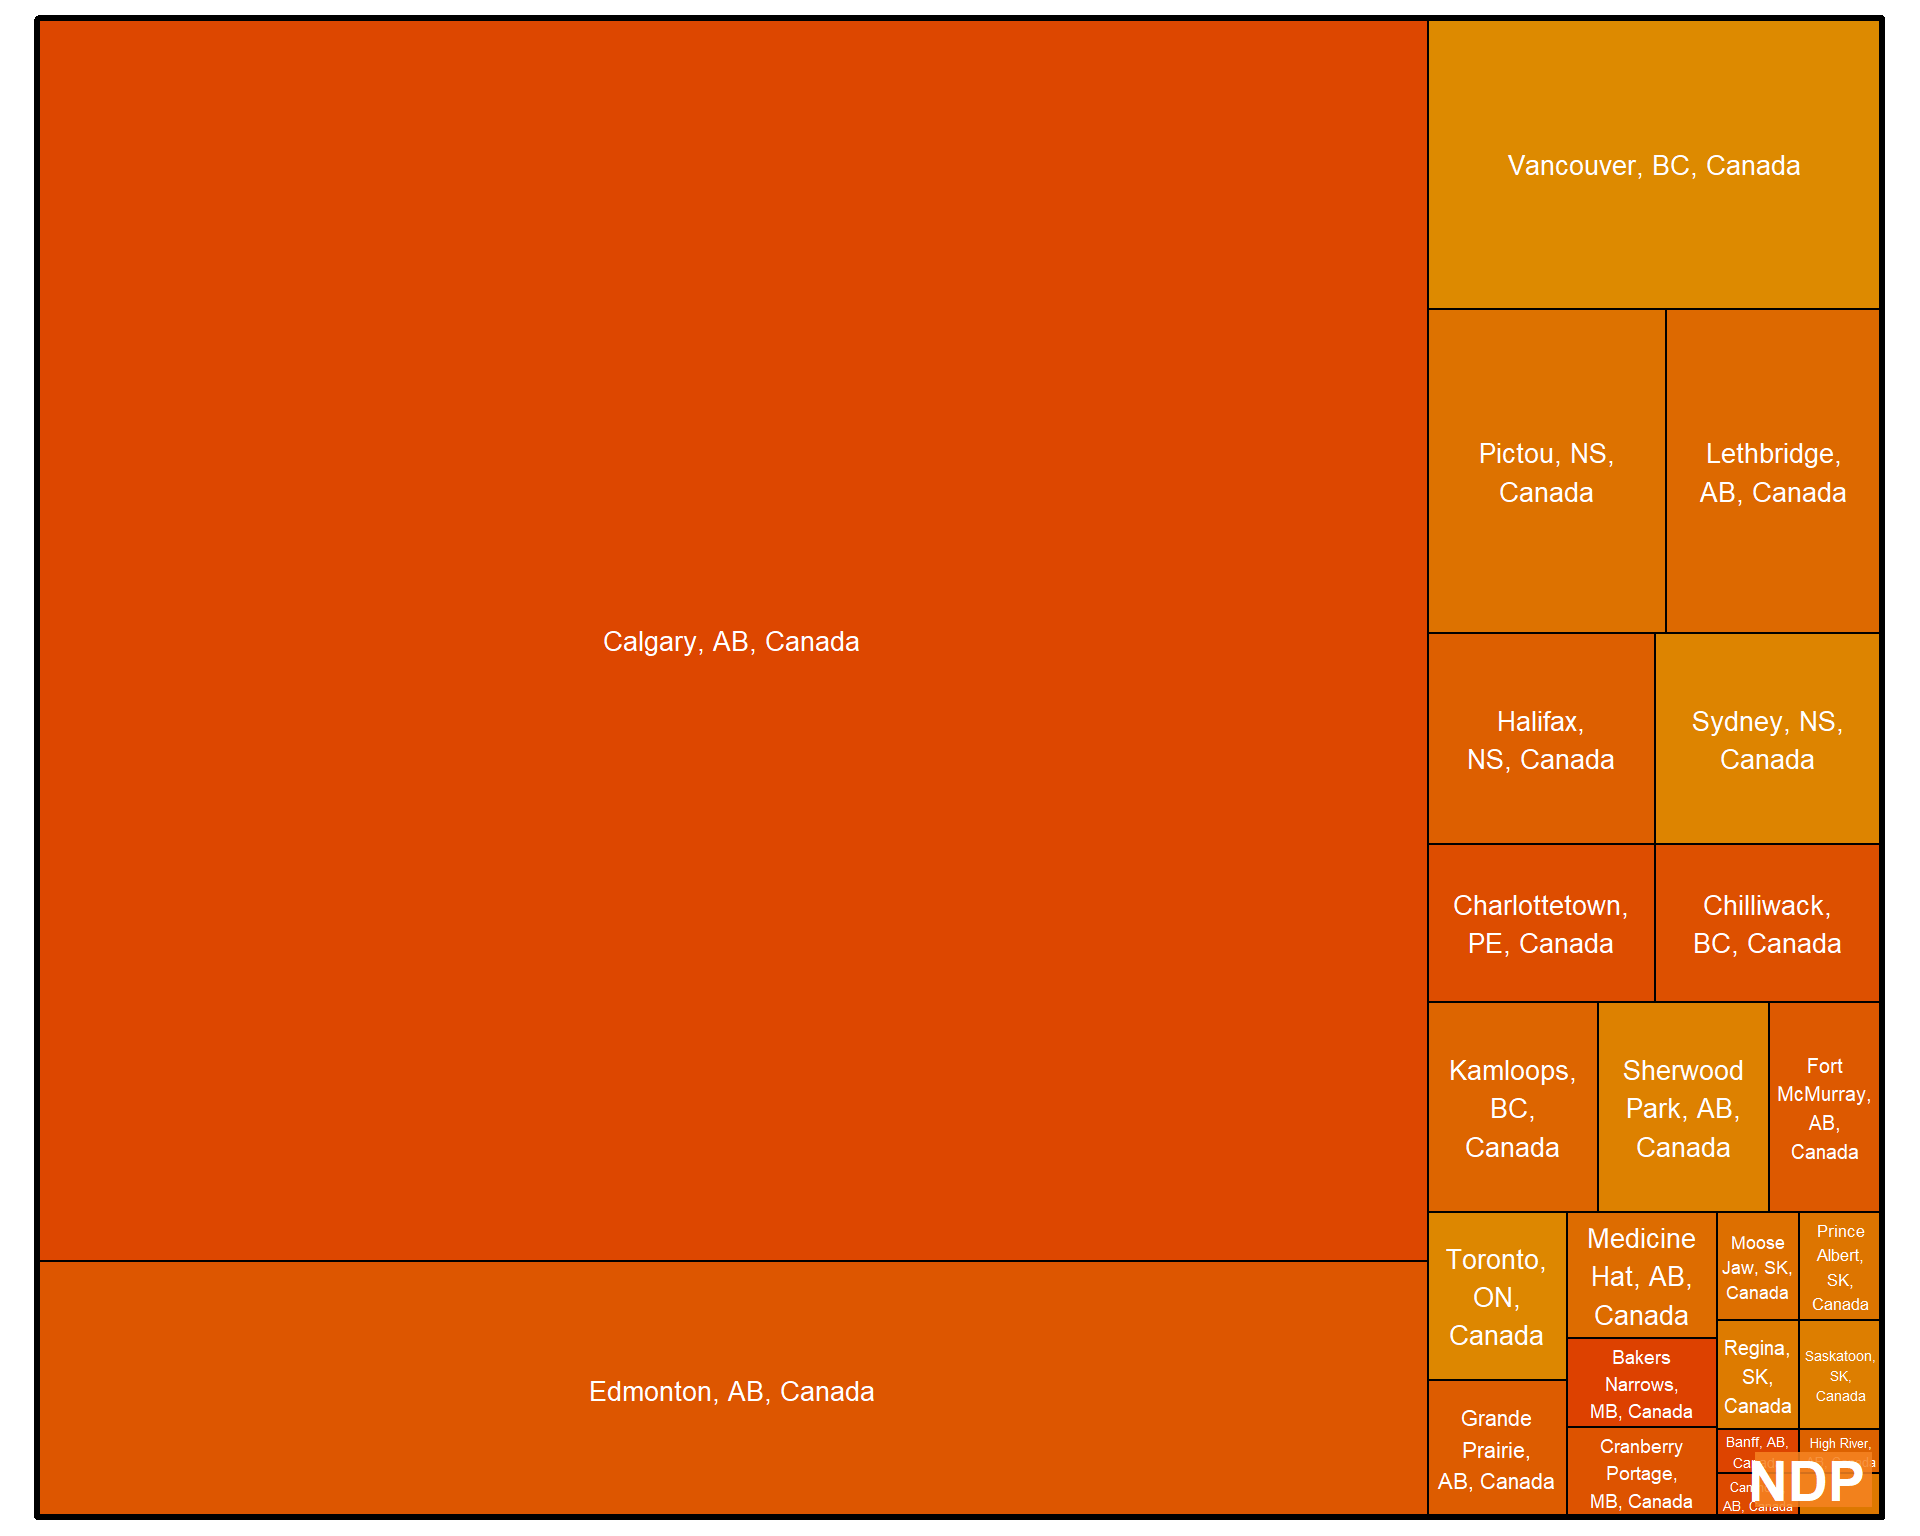 Vancouver, BC, Canada
Pictou, NS,
Canada
Lethbridge,
AB, Canada
Calgary, AB, Canada
Halifax,
NS, Canada
Sydney, NS,
Canada
Charlottetown,
PE, Canada
Chilliwack,
BC, Canada
Kamloops,
BC,
Canada
Sherwood
Park, AB,
Canada
Fort
McMurray,
AB,
Canada
Edmonton, AB, Canada
Toronto,
ON,
Canada
Medicine
Hat, AB,
Canada
Moose
Jaw, SK,
Canada
Prince
Albert,
SK,
Canada
Bakers
Narrows,
MB, Canada
Regina,
SK,
Canada
Saskatoon,
SK,
Canada
Grande
Prairie,
AB, Canada
Cranberry
Portage,
MB, Canada
Banff, AB,
Canada
High River,
AB, Canada
NDP